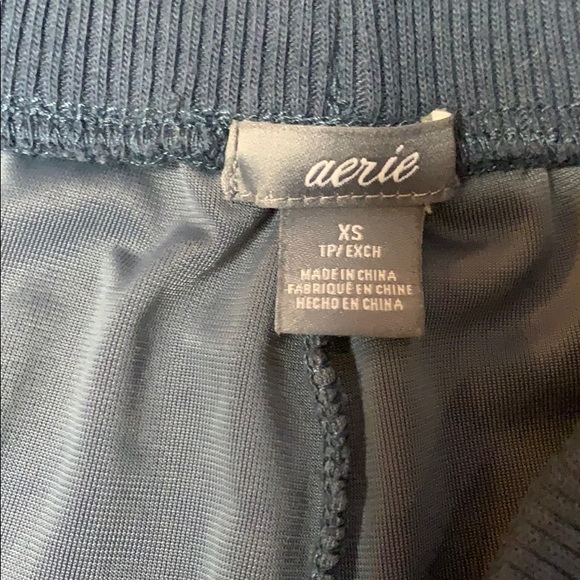 aerie
XS
TP/EXCH
MADE IN CHINA
FABRIQUÉ EN CHINE
HECHO EN CHINA